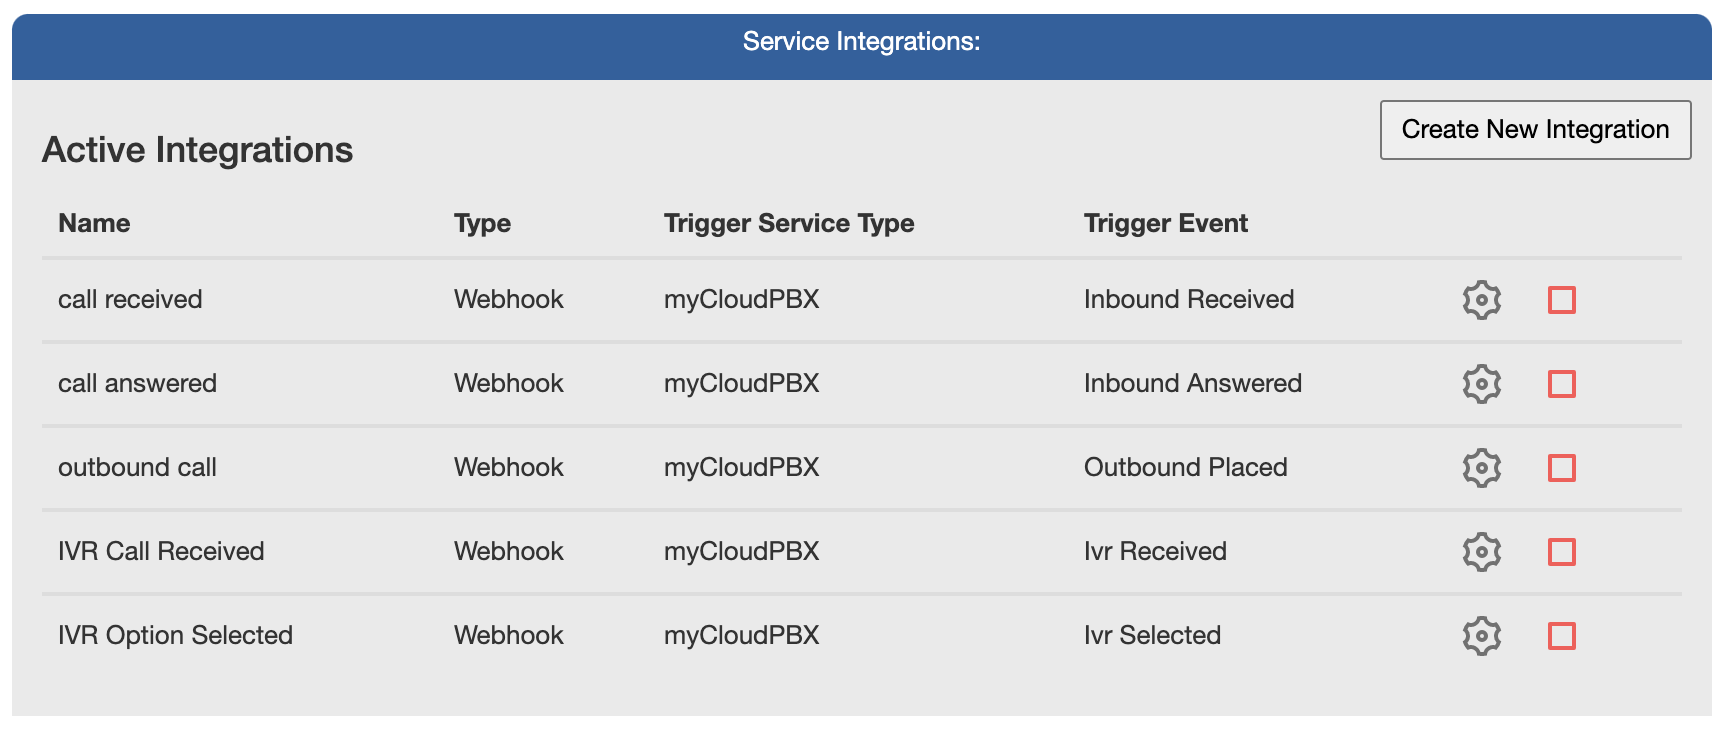 Service Integrations:
Create New Integration
Active Integrations
Name Type Trigger Service Type Trigger Event
call received Webhook myCloudPBX Inbound Received
call answered Webhook myCloudPBX Inbound Answered
outbound call Webhook myCloudPBX Outbound Placed
IVR Call Received Webhook myCloudPBX Ivr Received
IVR Option Selected Webhook myCloudPBX Ivr Selected